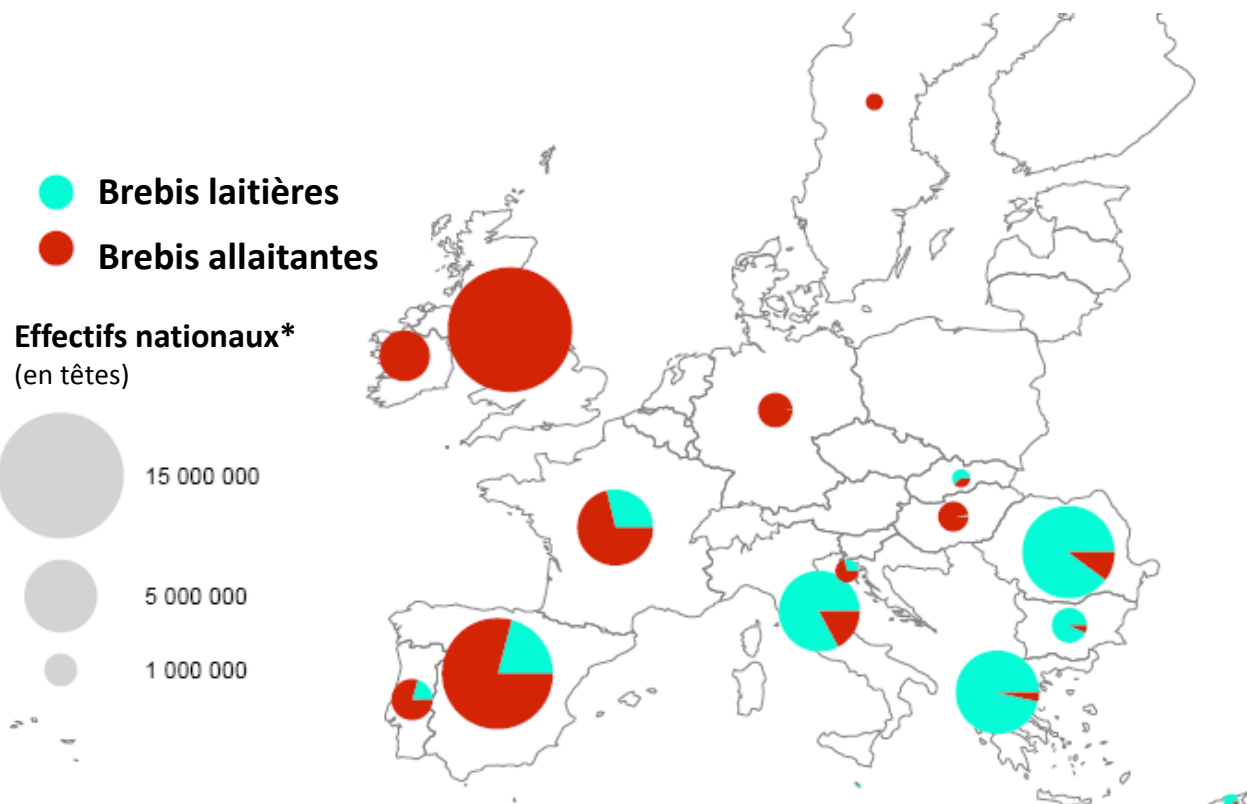 Brebis laitières
Brebis allaitantes
Effectifs nationaux*
(en têtes)
15 000 000
5 000 000
1 000 000